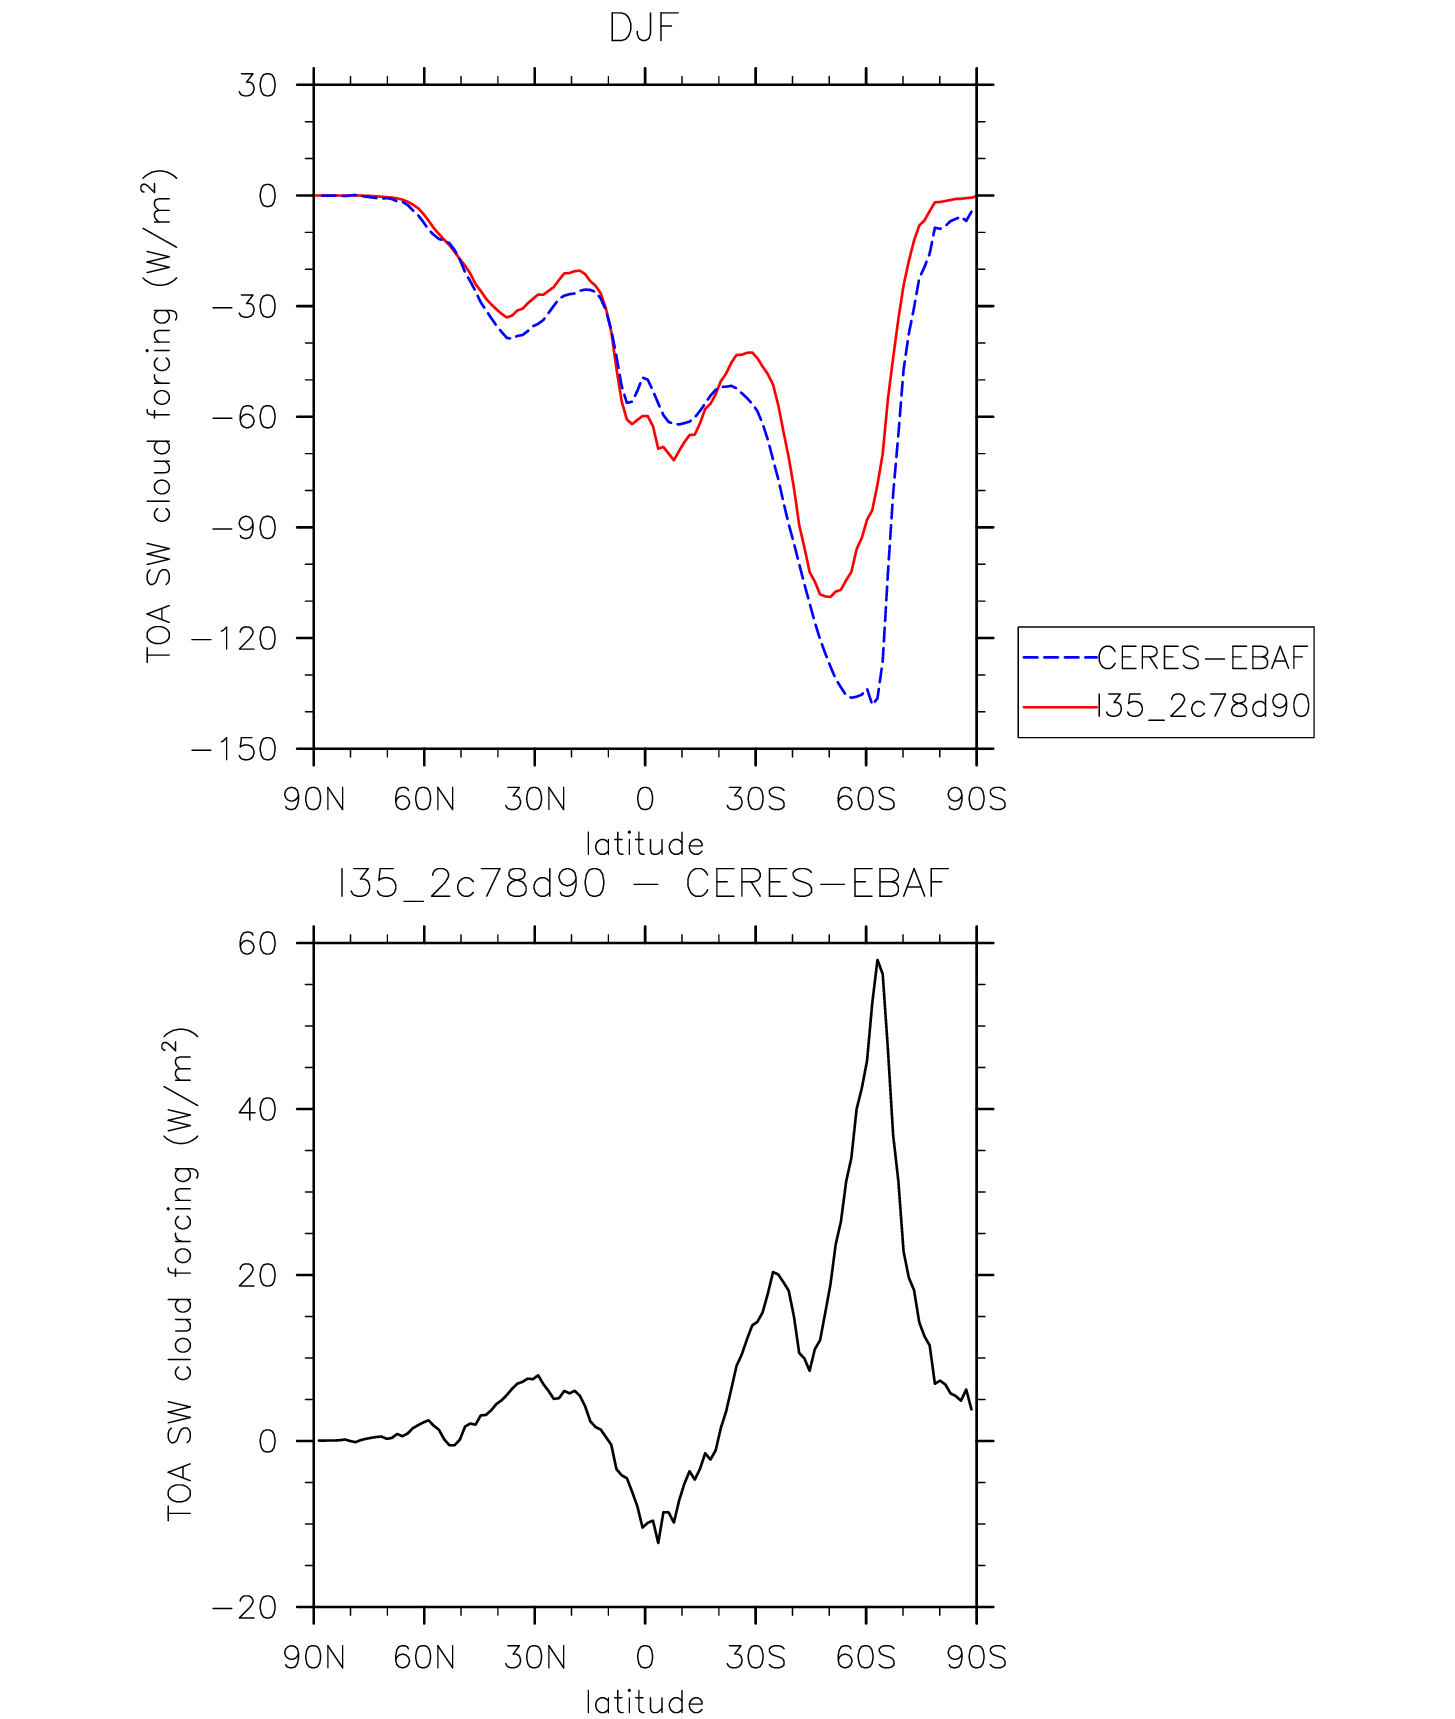 DJF
30
0
−30
−60
−90
−120
−150
TOA SW cloud forcing (W/m²)
90N 60N 30N 0 30S 60S 90S
latitude
CERES−EBAF
I35_2c78d90
I35_2c78d90 − CERES−EBAF
60
40
20
0
−20
TOA SW cloud forcing (W/m²)
90N 60N 30N 0 30S 60S 90S
latitude